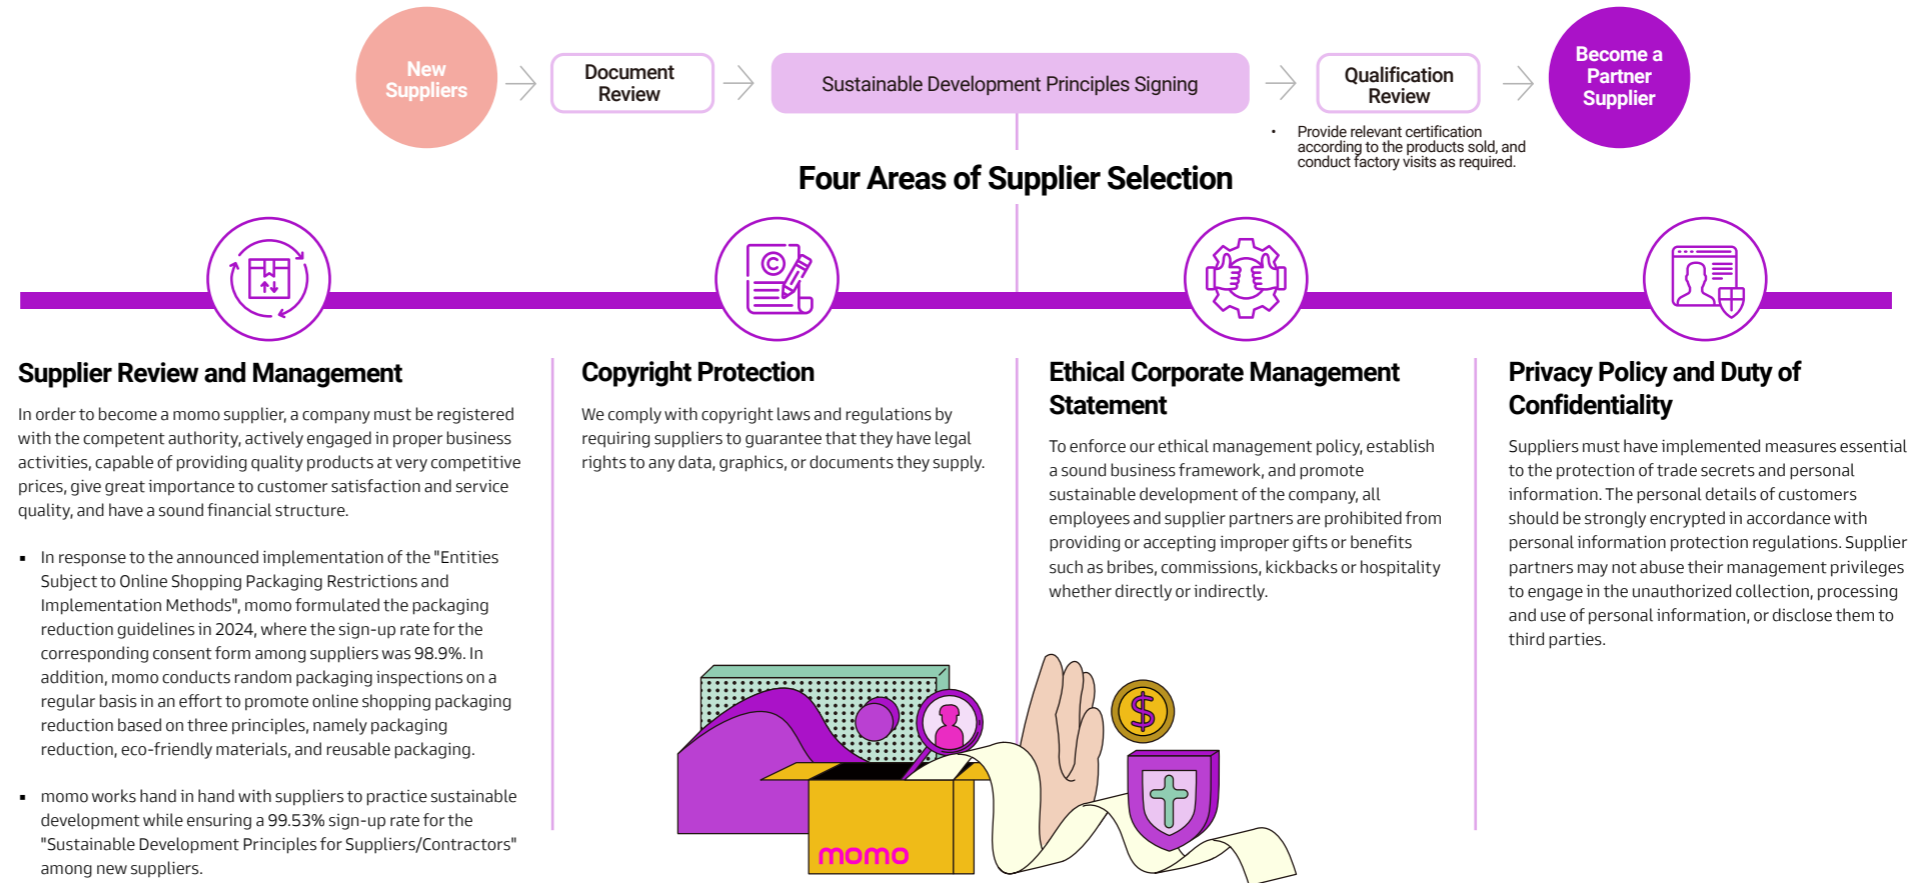 New
Suppliers
Document
Review
Sustainable Development Principles Signing
Qualification
Review
Become a
Partner
Supplier
• Provide relevant certification
according to the products sold, and
conduct factory visits as required.
Four Areas of Supplier Selection
Supplier Review and Management
In order to become a momo supplier, a company must be registered
with the competent authority, actively engaged in proper business
activities, capable of providing quality products at very competitive
prices, give great importance to customer satisfaction and service
quality, and have a sound financial structure.
▪ In response to the announced implementation of the "Entities
Subject to Online Shopping Packaging Restrictions and
Implementation Methods", momo formulated the packaging
reduction guidelines in 2024, where the sign-up rate for the
corresponding consent form among suppliers was 98.9%. In
addition, momo conducts random packaging inspections on a
regular basis in an effort to promote online shopping packaging
reduction based on three principles, namely packaging
reduction, eco-friendly materials, and reusable packaging.
▪ momo works hand in hand with suppliers to practice sustainable
development while ensuring a 99.53% sign-up rate for the
"Sustainable Development Principles for Suppliers/Contractors"
among new suppliers.
©
Copyright Protection
We comply with copyright laws and regulations by
requiring suppliers to guarantee that they have legal
rights to any data, graphics, or documents they supply.
Ethical Corporate Management
Statement
To enforce our ethical management policy, establish
a sound business framework, and promote
sustainable development of the company, all
employees and supplier partners are prohibited from
providing or accepting improper gifts or benefits
such as bribes, commissions, kickbacks or hospitality
whether directly or indirectly.
Privacy Policy and Duty of
Confidentiality
Suppliers must have implemented measures essential
to the protection of trade secrets and personal
information. The personal details of customers
should be strongly encrypted in accordance with
personal information protection regulations. Supplier
partners may not abuse their management privileges
to engage in the unauthorized collection, processing
and use of personal information, or disclose them to
third parties.
$
momo